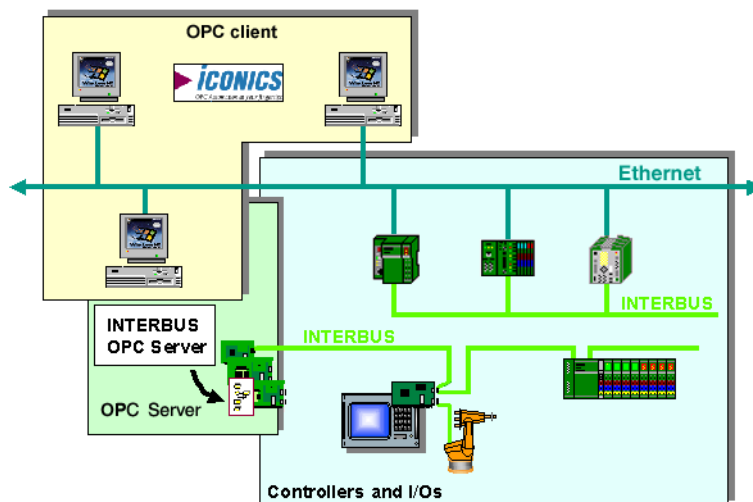 OPC client
ICONICS
Ethernet
INTERBUS
INTERBUS
OPC Server
INTERBUS
OPC Server
Controllers and I/Os